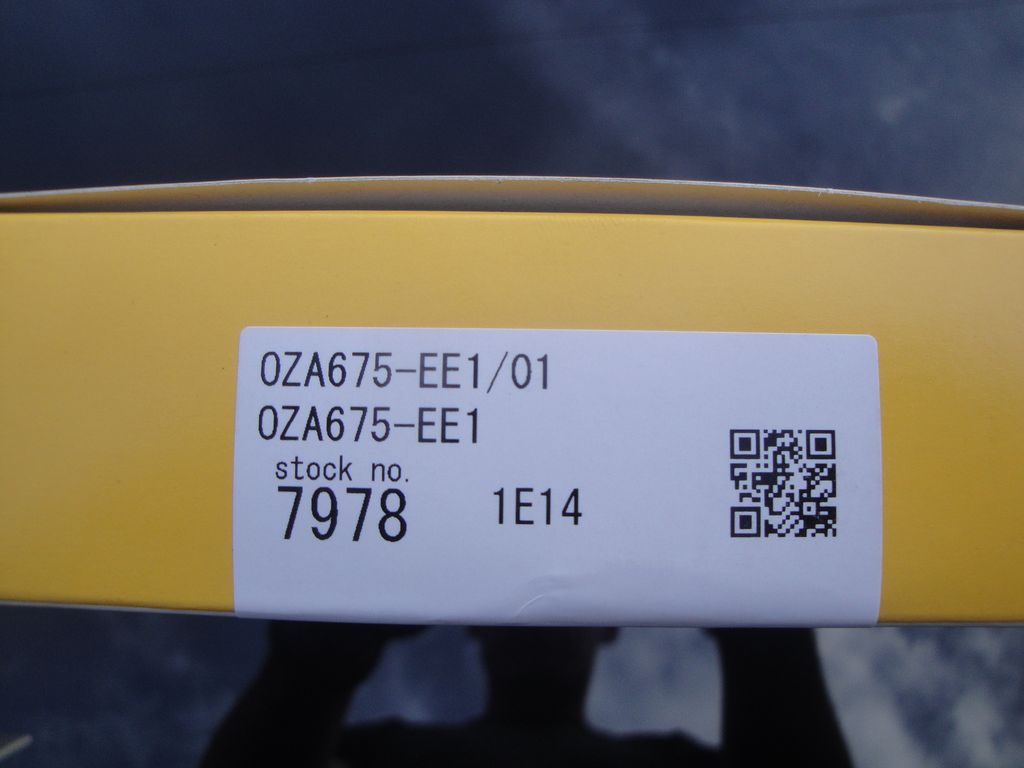 OZA675-EE1/01
OZA675-EE1
stock no.
7978 1E14